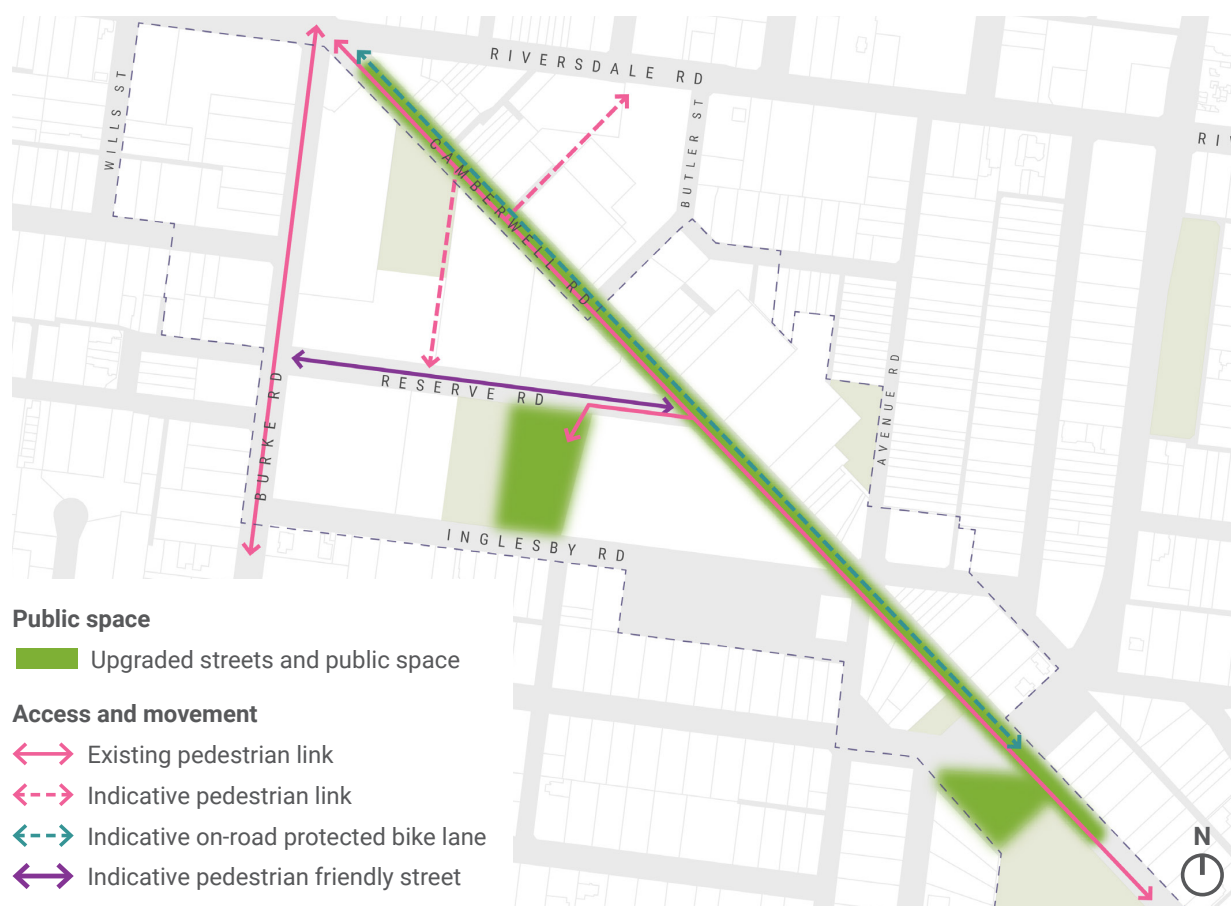 RIVERSDALE RD
WILLS ST
BUTLER ST
RIV
CAMBERWELL RD
RESERVE RD
BURKE RD
AVENUE RD
INGLESBY RD
Public space
Upgraded streets and public space
Access and movement
Existing pedestrian link
Indicative pedestrian link
Indicative on-road protected bike lane
Indicative pedestrian friendly street
N